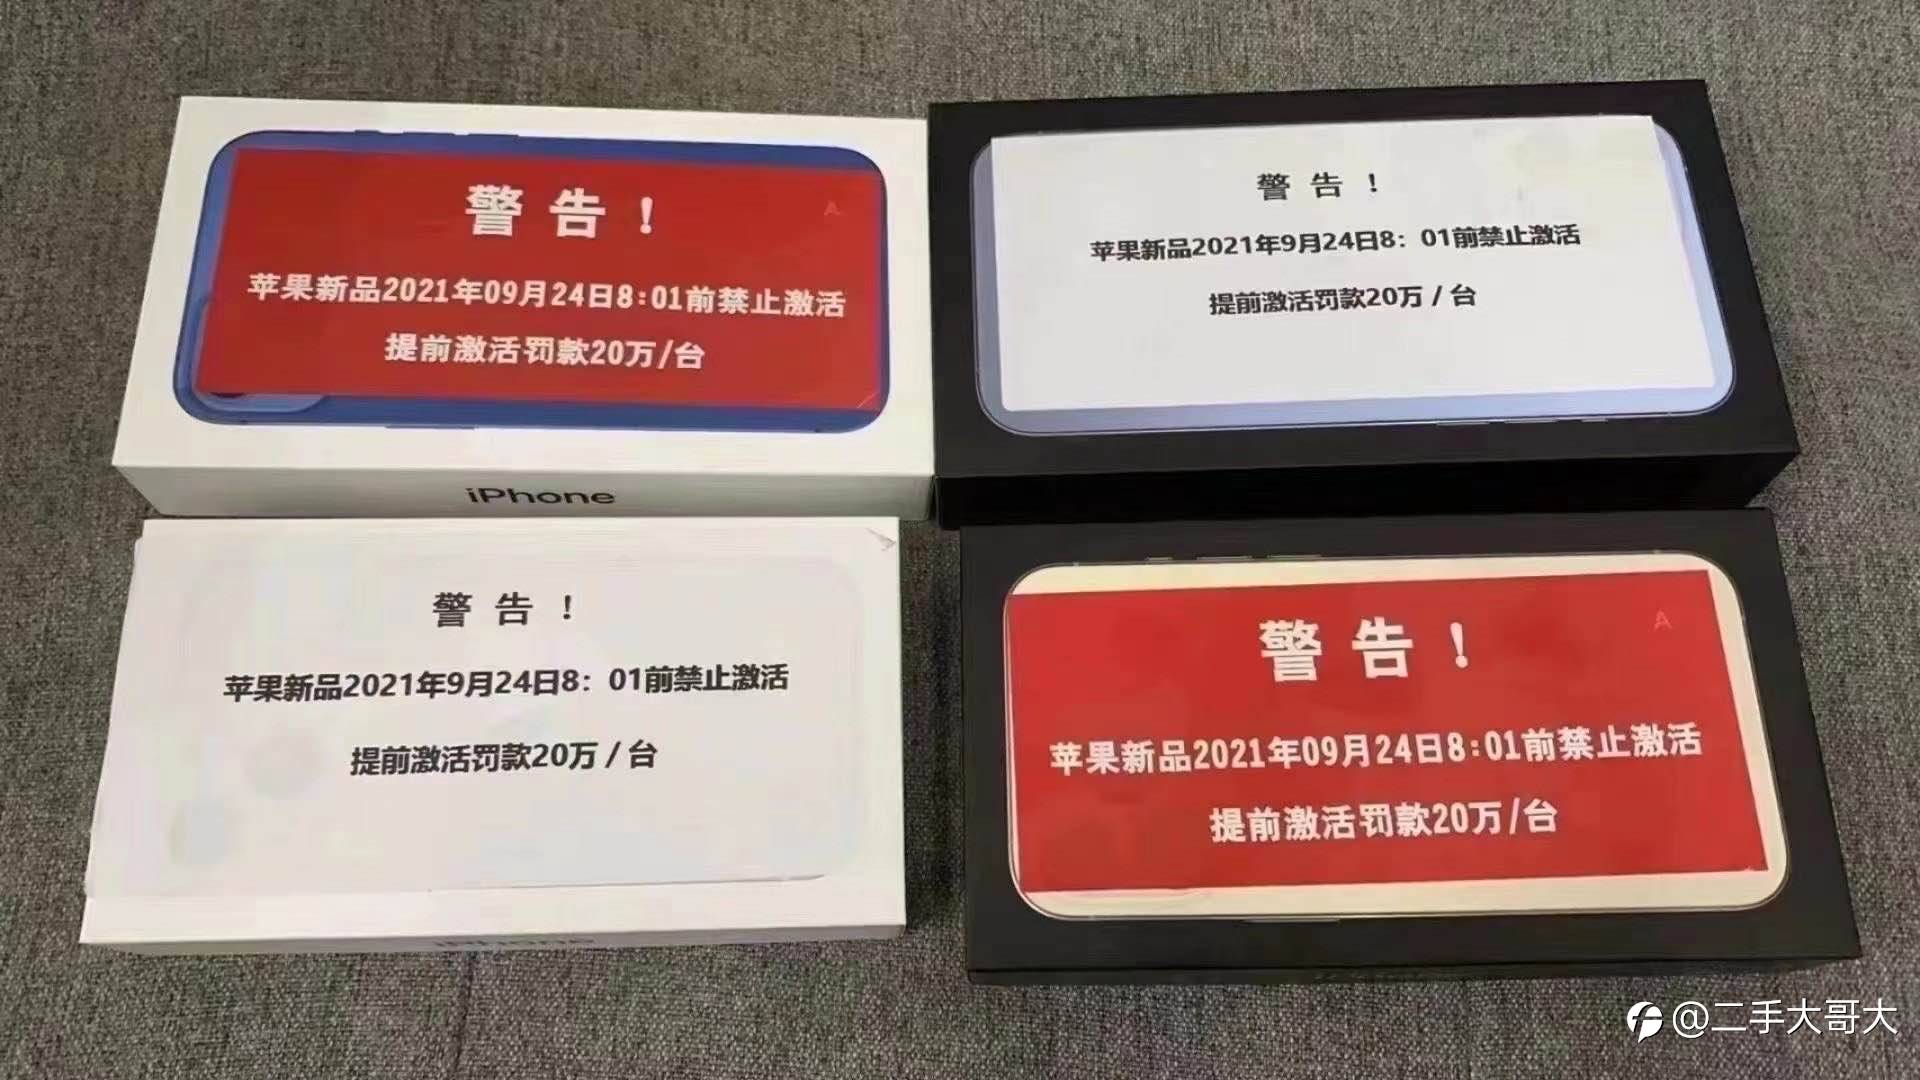 警告！
苹果新品2021年09月24日8:01前禁止激活
提前激活罚款20万/台
iPhone
警告！
苹果新品2021年9月24日8：01前禁止激活
提前激活罚款20万/台
警告！
苹果新品2021年9月24日8：01前禁止激活
提前激活罚款20万/台
iPhone
警告！
苹果新品2021年09月24日8:01前禁止激活
提前激活罚款20万/台
@二手大哥大